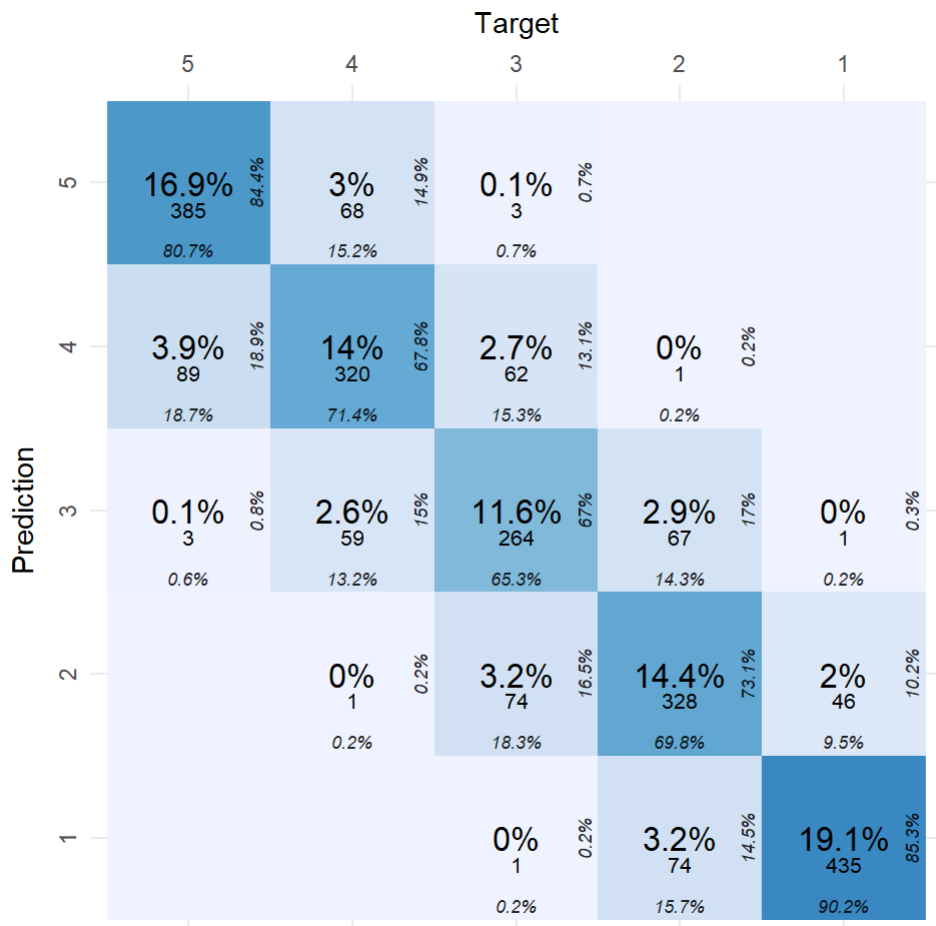 Target
5 4 3 2 1
Prediction
5
16.9% 84.4% 3% 14.9% 0.1% 0.7%
385 68 3
80.7% 15.2% 0.7%
4
3.9% 18.9% 14% 67.8% 2.7% 13.1% 0% 0.2%
89 320 62 1
18.7% 71.4% 15.3% 0.2%
3
0.1% 0.8% 2.6% 15% 11.6% 67% 2.9% 17% 0% 0.3%
3 59 264 67 1
0.6% 13.2% 65.3% 14.3% 0.2%
2
0% 0.2% 3.2% 16.5% 14.4% 73.1% 2% 10.2%
1 74 328 46
0.2% 18.3% 69.8% 9.5%
1
0% 0.2% 3.2% 14.5% 19.1% 85.3%
1 74 435
0.2% 15.7% 90.2%